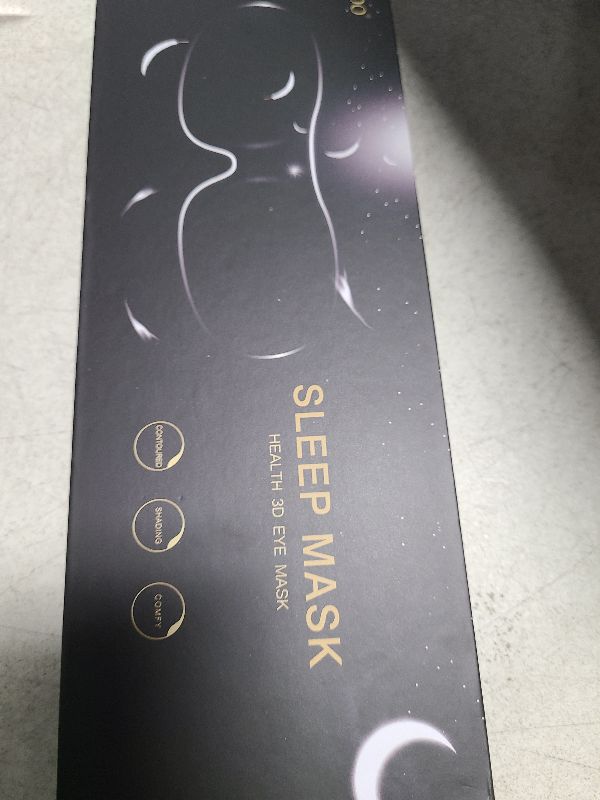 SLEEP MASK
HEALTH 3D EYE MASK
CONTOURED
SHADING
COMFY